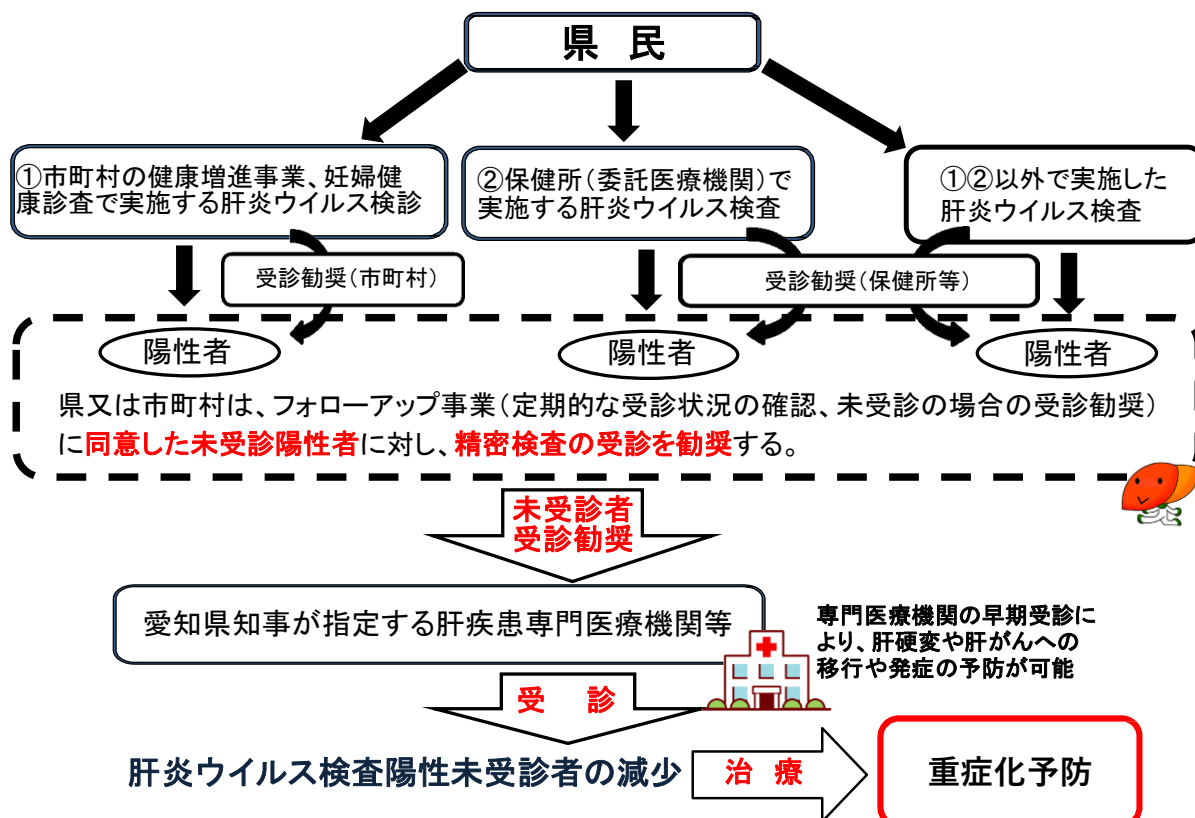 県 民
①市町村の健康増進事業、妊婦健
康診査で実施する肝炎ウイルス検診
②保健所(委託医療機関)で
実施する肝炎ウイルス検査
①②以外で実施した
肝炎ウイルス検査
受診勧奨(市町村)
受診勧奨(保健所等)
陽性者
陽性者
陽性者
県又は市町村は、フォローアップ事業(定期的な受診状況の確認、未受診の場合の受診勧奨)
に同意した未受診陽性者に対し、精密検査の受診を勧奨する。
未受診者
受診勧奨
愛知県知事が指定する肝疾患専門医療機関等
専門医療機関の早期受診に
より、肝硬変や肝がんへの
移行や発症の予防が可能
受 診
肝炎ウイルス検査陽性未受診者の減少
治 療
重症化予防